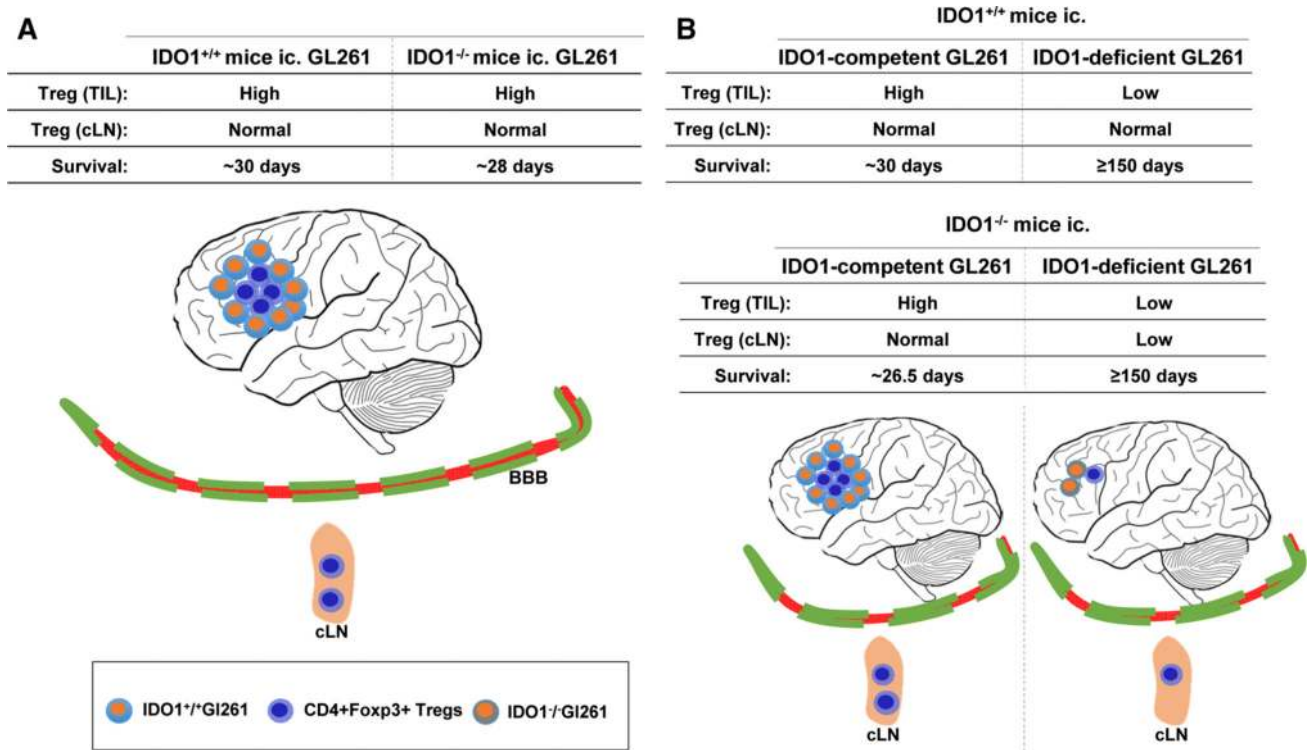 A
IDO1+/+ mice ic. GL261 IDO1-/- mice ic. GL261
Treg (TIL): High High
Treg (cLN): Normal Normal
Survival: ~30 days ~28 days
BBB
cLN
IDO1+/+Gl261 CD4+Foxp3+ Tregs IDO1-/-Gl261
B
IDO1+/+ mice ic.
IDO1-competent GL261 IDO1-deficient GL261
Treg (TIL): High Low
Treg (cLN): Normal Normal
Survival: ~30 days ≥150 days
IDO1-/- mice ic.
IDO1-competent GL261 IDO1-deficient GL261
Treg (TIL): High Low
Treg (cLN): Normal Low
Survival: ~26.5 days ≥150 days
cLN cLN